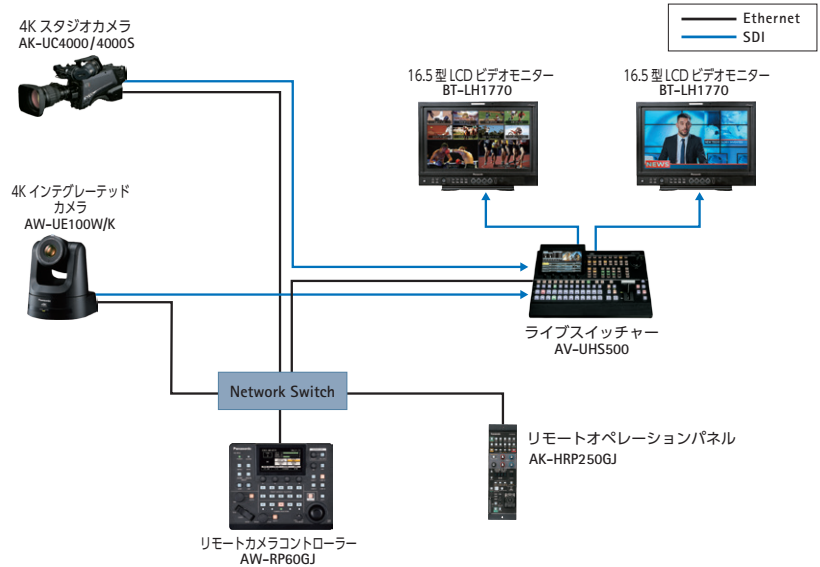 Ethernet
SDI
4K スタジオカメラ
AK-UC4000/4000S
16.5 型 LCD ビデオモニター
BT-LH1770
16.5 型 LCD ビデオモニター
BT-LH1770
NEWS
4K インテグレーテッド
カメラ
AW-UE100W/K
ライブスイッチャー
AV-UHS500
Network Switch
Panasonic
リモートオペレーションパネル
AK-HRP250GJ
リモートカメラコントローラー
AW-RP60GJ